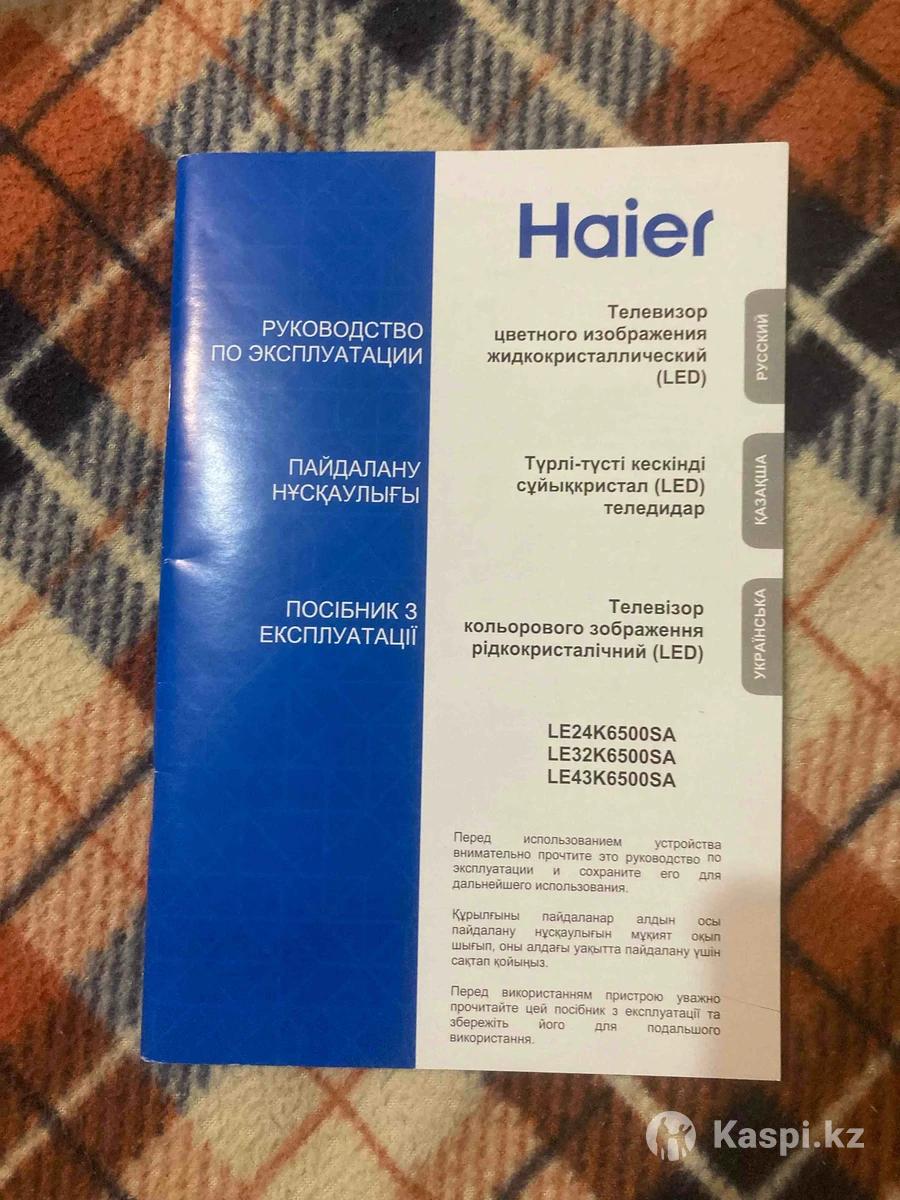 Haier
РУКОВОДСТВО
ПО ЭКСПЛУАТАЦИИ
Телевизор
цветного изображения
жидкокристаллический
(LED)
РУССКИЙ
ПАЙДАЛАНУ
НҰСҚАУЛЫҒЫ
Түрлі-түсті кескінді
сұйыққристал (LED)
теледидар
ҚАЗАҚША
ПОСІБНИК З
ЕКСПЛУАТАЦІЇ
Телевізор
кольорового зображення
рідкокристалічний (LED)
УКРАЇНСЬКА
LE24K6500SA
LE32K6500SA
LE43K6500SA
Перед использованием устройства
внимательно прочтите это руководство по
эксплуатации и сохраните его для
дальнейшего использования.
Құрылғыны пайдаланар алдын осы
пайдалану нұсқаулығын мұқият оқып
шығып, оны алдағы уақытта пайдалану үшін
сақтап қойыңыз.
Перед використанням пристрою уважно
прочитайте цей посібник з експлуатації та
збережіть його для подальшого
використання.
Kaspi.kz